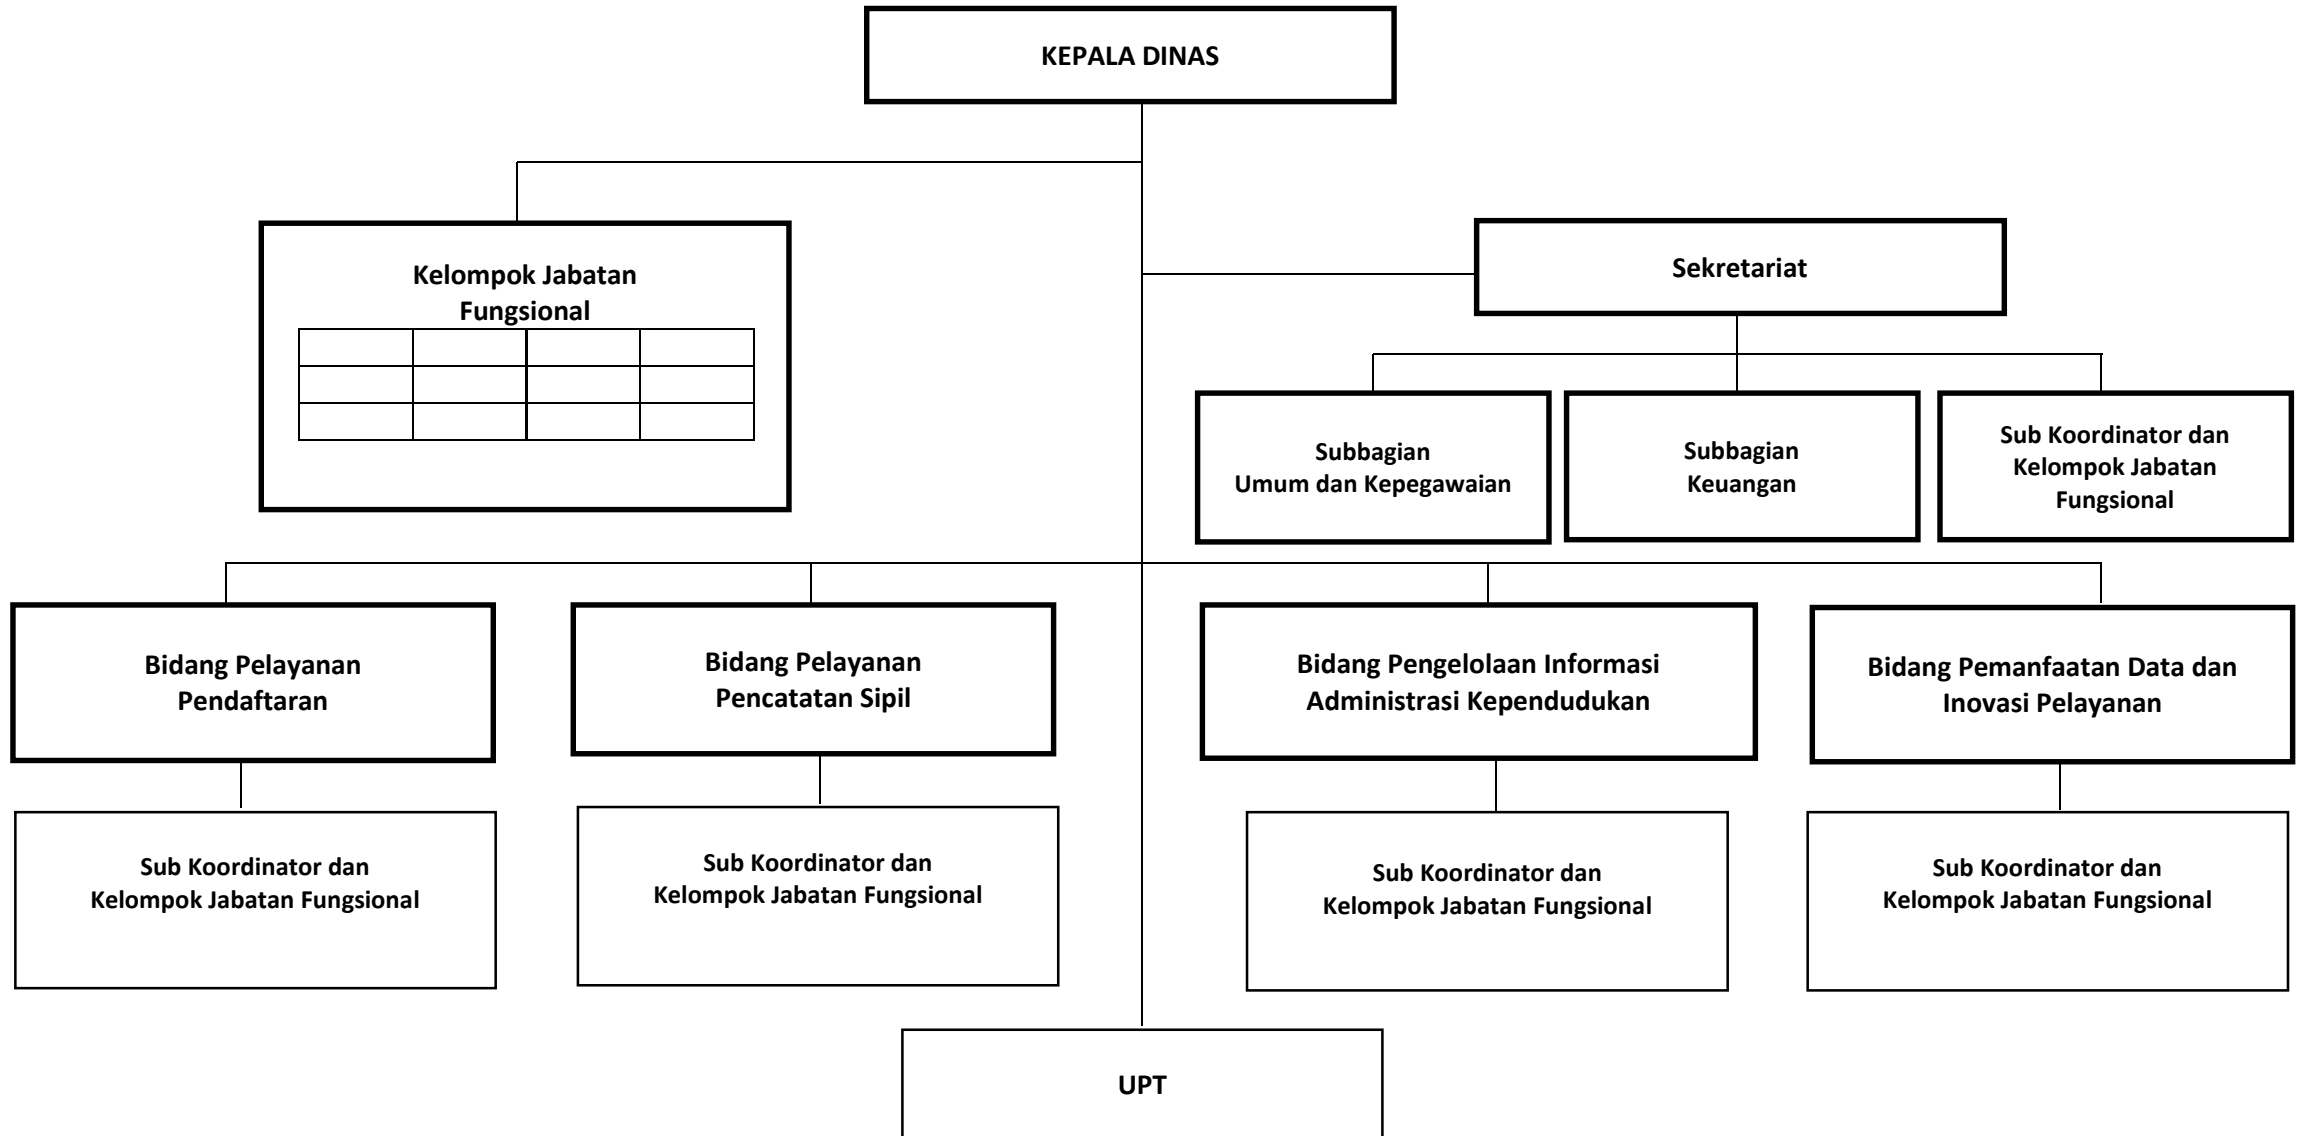 KEPALA DINAS
Kelompok Jabatan
Fungsional
Sekretariat
Subbagian
Umum dan Kepegawaian
Subbagian
Keuangan
Sub Koordinator dan
Kelompok Jabatan
Fungsional
Bidang Pelayanan
Pendaftaran
Bidang Pelayanan
Pencatatan Sipil
Bidang Pengelolaan Informasi
Administrasi Kependudukan
Bidang Pemanfaatan Data dan
Inovasi Pelayanan
Sub Koordinator dan
Kelompok Jabatan Fungsional
Sub Koordinator dan
Kelompok Jabatan Fungsional
Sub Koordinator dan
Kelompok Jabatan Fungsional
Sub Koordinator dan
Kelompok Jabatan Fungsional
UPT